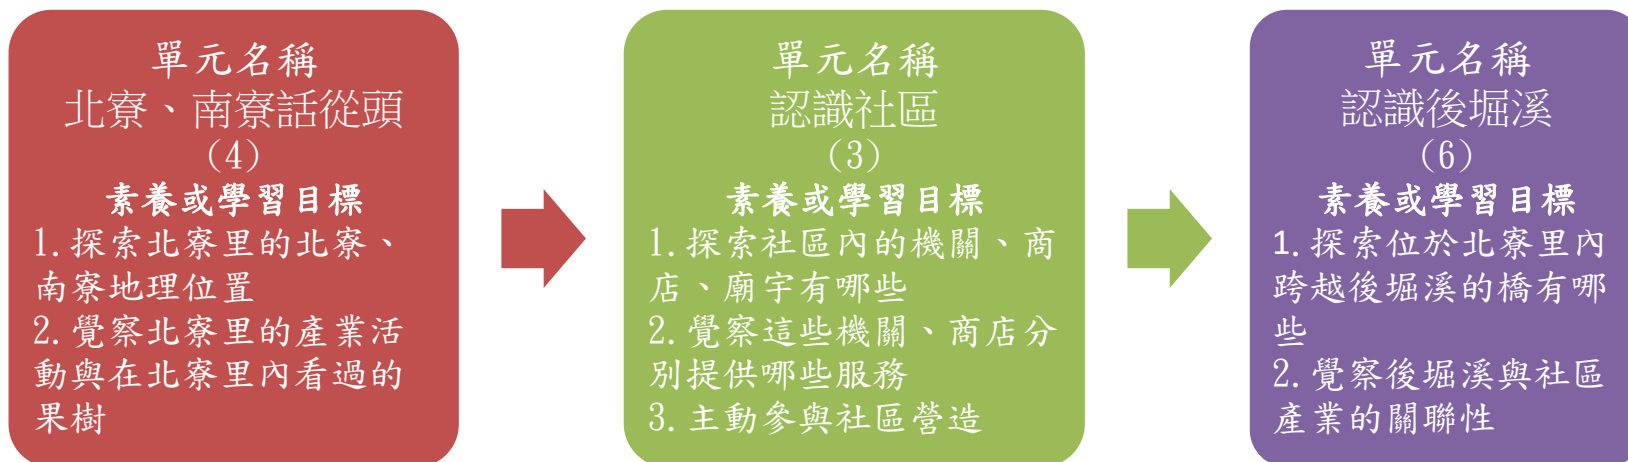 單元名稱
北寮、南寮話從頭
(4)
素養或學習目標
1.探索北寮里的北寮、
南寮地理位置
2.覺察北寮里的產業活
動與在北寮里內看過的
果樹
單元名稱
認識社區
(3)
素養或學習目標
1.探索社區內的機關、商
店、廟宇有哪些
2.覺察這些機關、商店分
別提供哪些服務
3.主動參與社區營造
單元名稱
認識後堀溪
(6)
素養或學習目標
1.探索位於北寮里內
跨越後堀溪的橋有哪
些
2.覺察後堀溪與社區
產業的關聯性